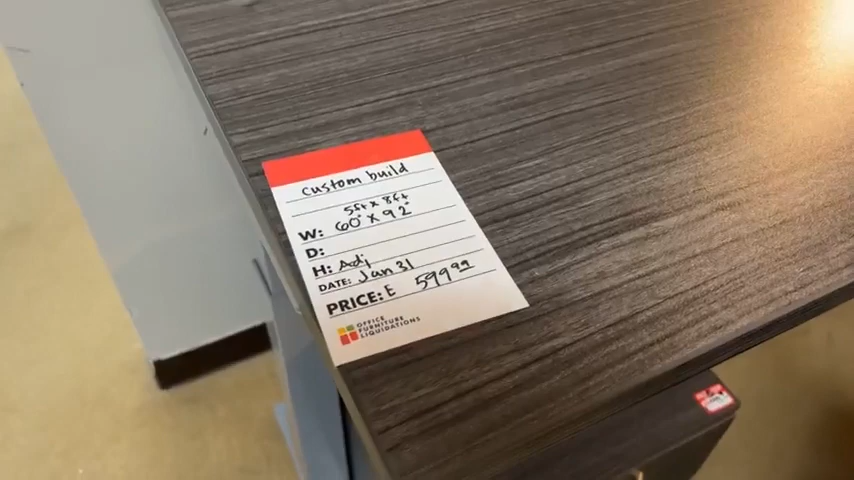 custom build
5ft x 8ft
W: 60" x 92"
D:
H: Adj
DATE: Jan 31
PRICE: E 599.99
OFFICE
FURNITURE
LIQUIDATIONS